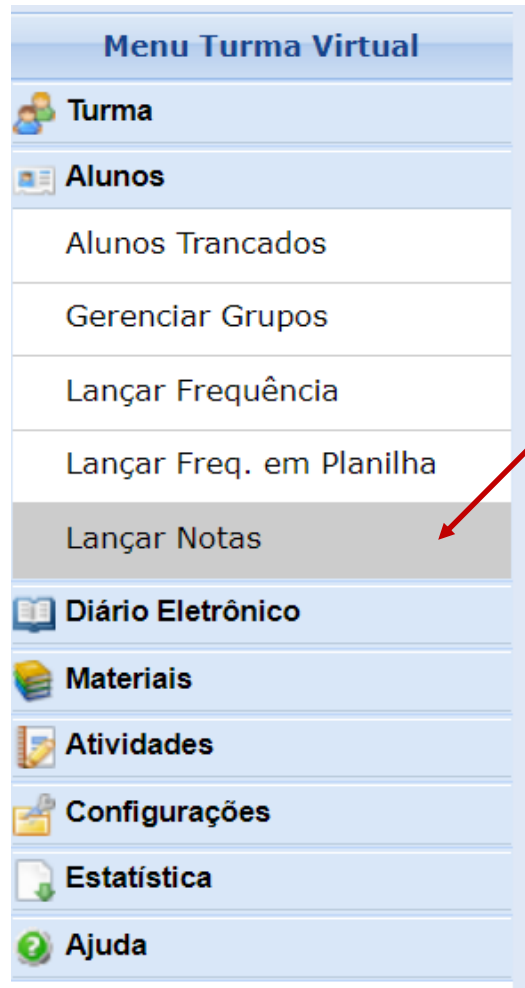 Menu Turma Virtual
Turma
Alunos
Alunos Trancados
Gerenciar Grupos
Lançar Frequência
Lançar Freq. em Planilha
Lançar Notas
Diário Eletrônico
Materiais
Atividades
Configurações
Estatística
Ajuda